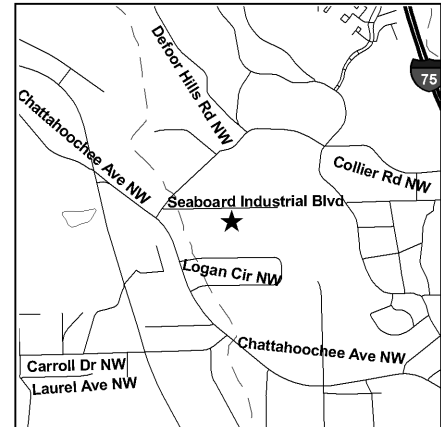 Defoor Hills Rd NW
75
Chattahoochee Ave NW
Collier Rd NW
Seaboard Industrial Blvd
Logan Cir NW
Chattahoochee Ave NW
Carroll Dr NW
Laurel Ave NW